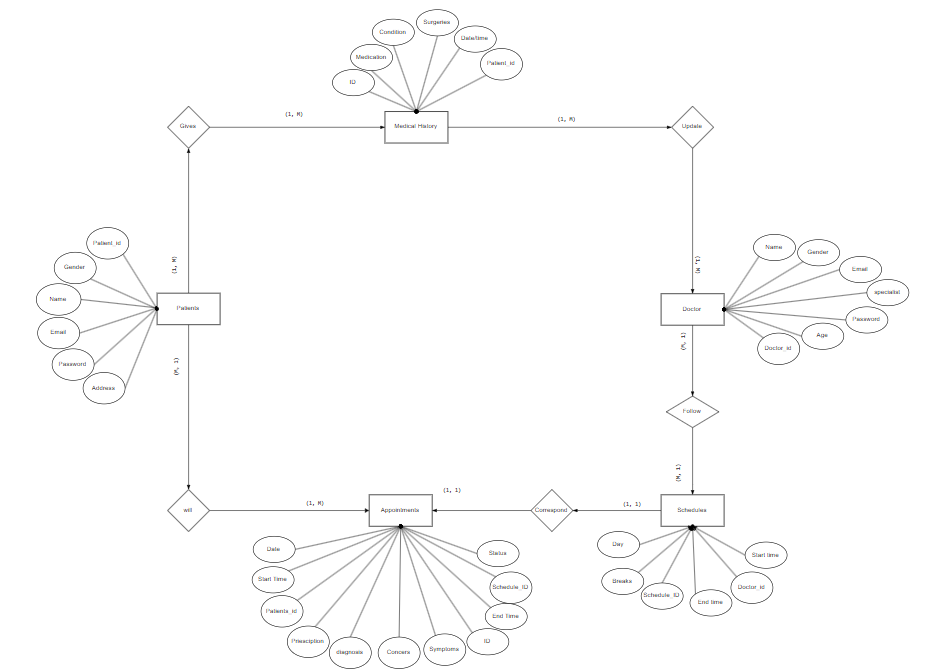 Surgeries
Condition
Date/time
Medication
Patient_id
ID
(1, M)
(1, M)
Gives
Medical History
Update
Patient_id
Gender
Name
Email
Password
Address
(1, M)
Patients
(M, 1)
(1, M)
Doctor
(M, 1)
Name
Gender
Email
specialist
Password
Age
Doctor_id
Follow
(M, 1)
will
(1, M)
Appointments
(1, 1)
Correspond
(1, 1)
Schedules
Date
Start Time
Patients_id
diagnosis
Concers
Symptoms
ID
End Time
Schedule_ID
Status
Day
Breaks
Schedule_ID
End time
Doctor_id
Start time